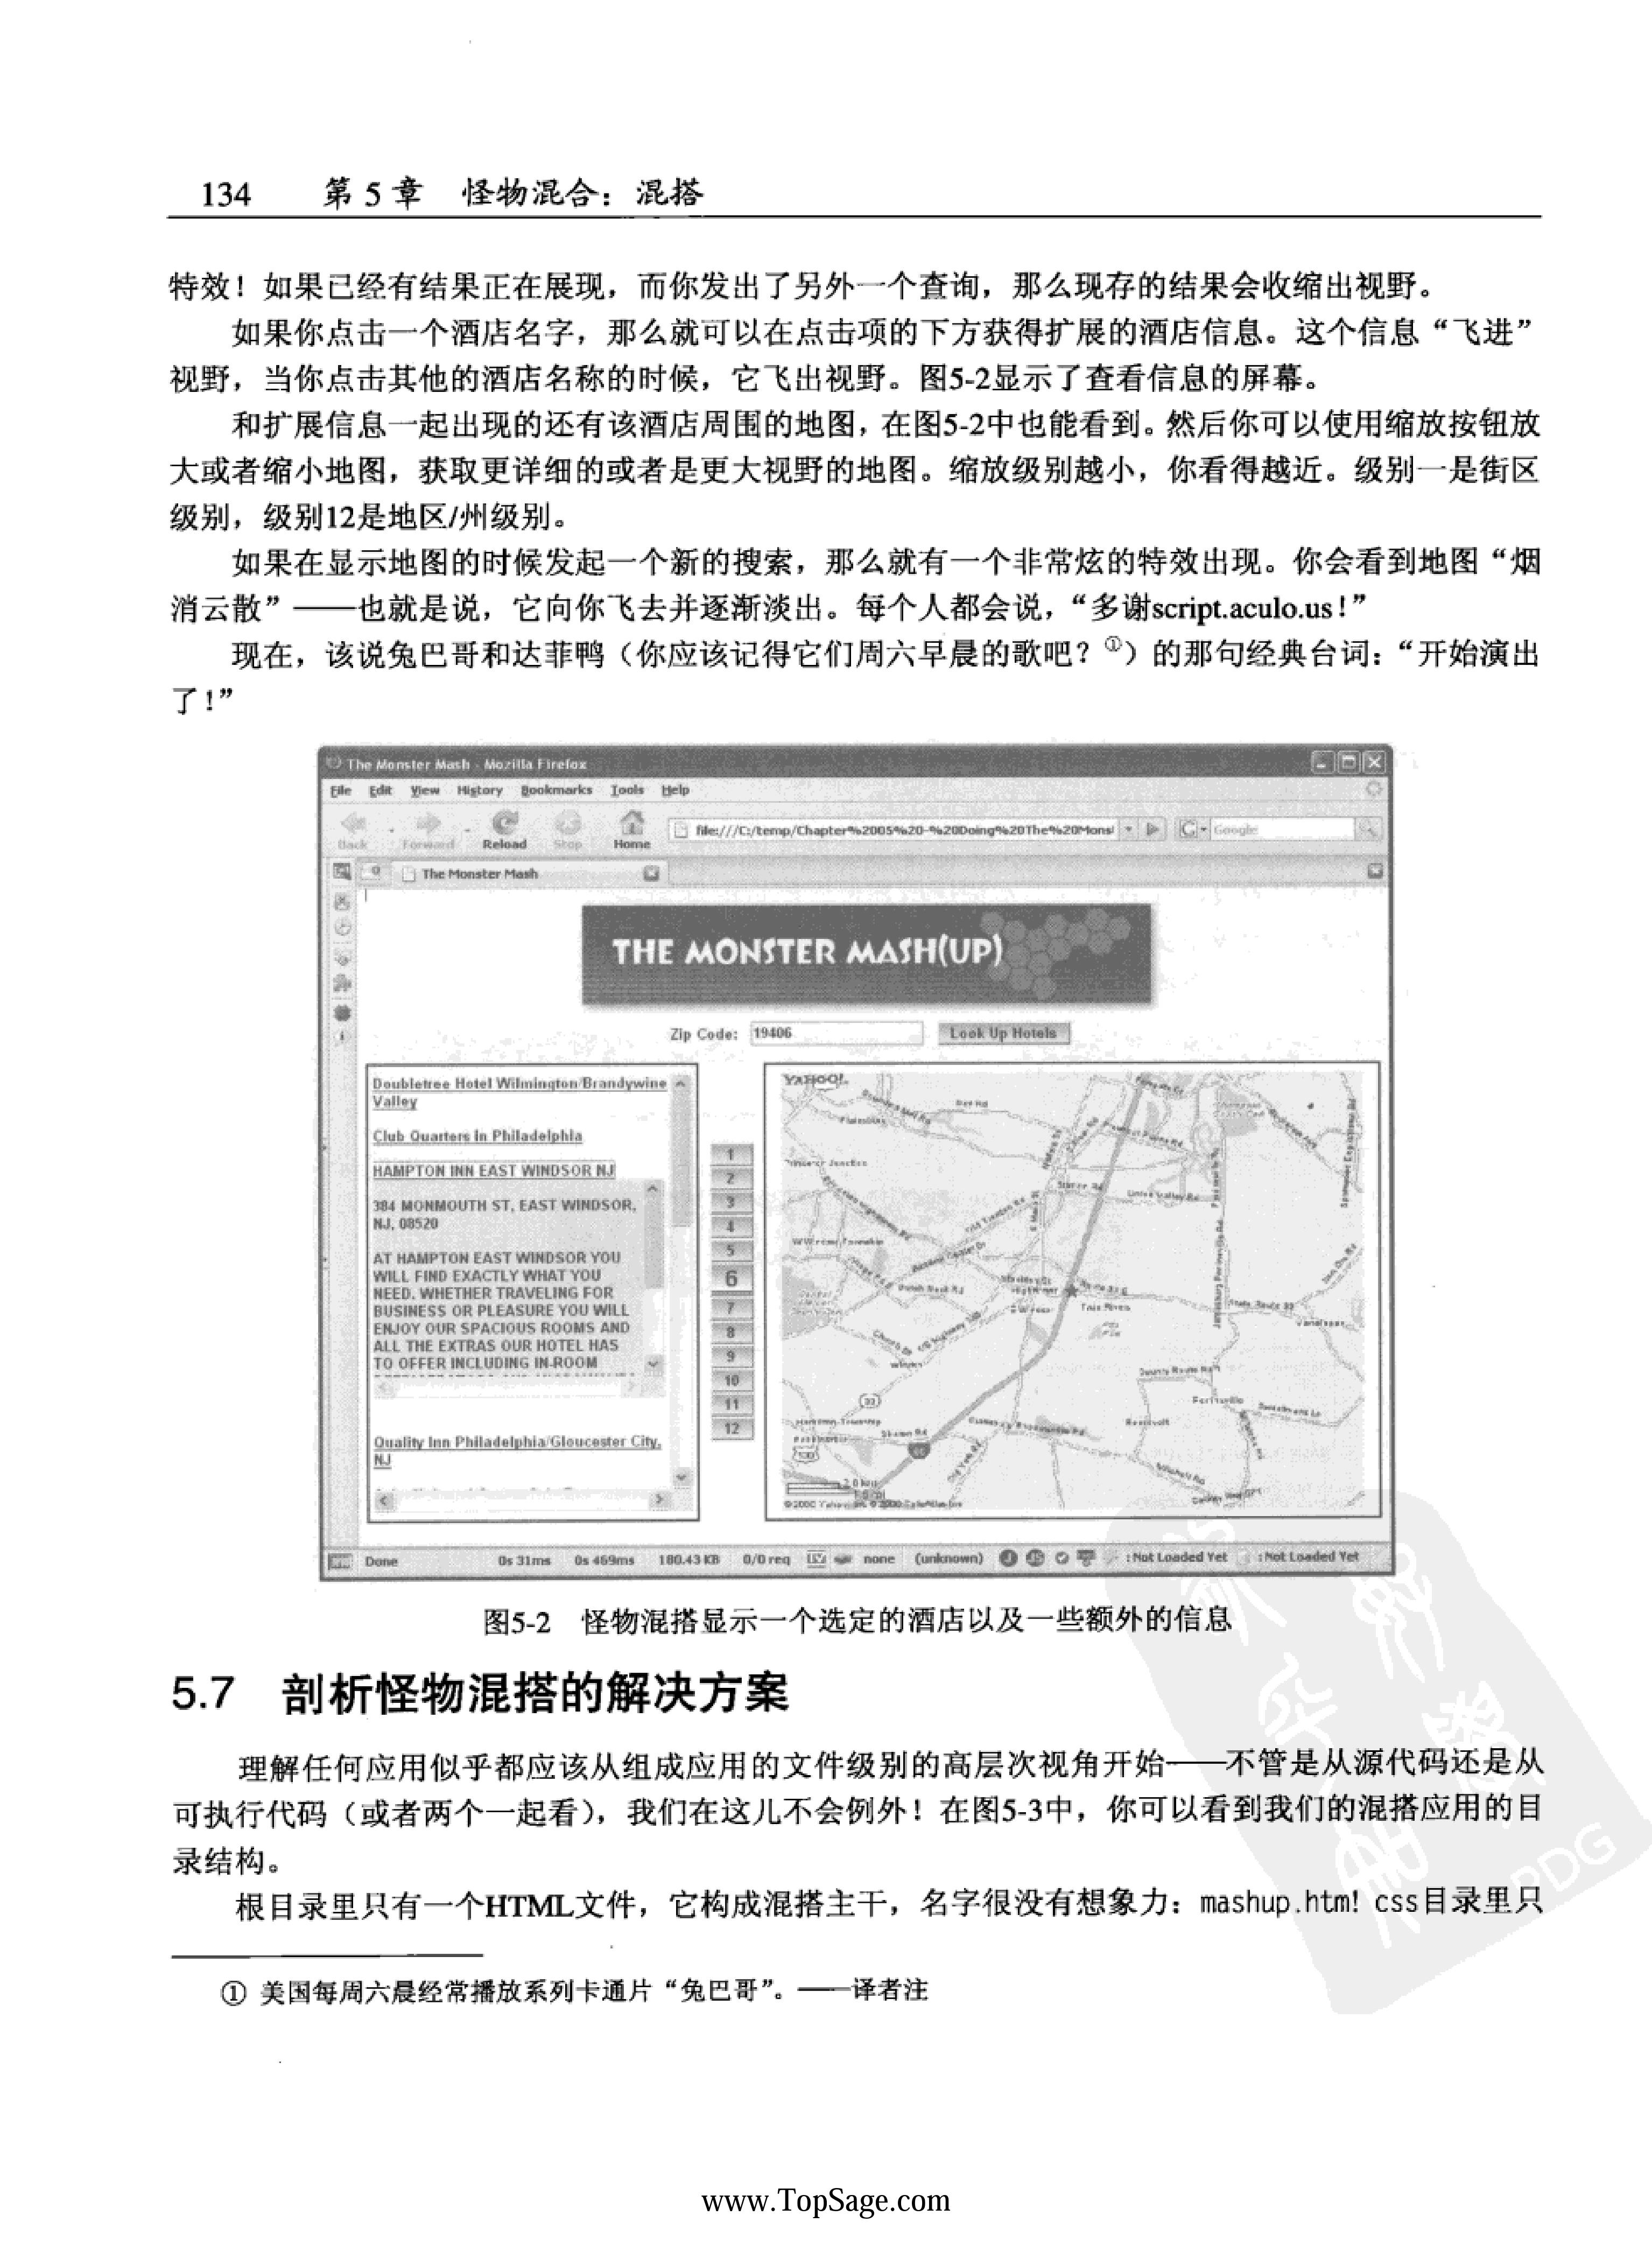 134 第 5 章 怪物混合：混搭
特效！如果已经有结果正在展现，而你发出了另外一个查询，那么现存的结果会收缩出视野。
如果你点击一个酒店名字，那么就可以在点击项的下方获得扩展的酒店信息。这个信息“飞进”
视野，当你点击其他的酒店名称的时候，它飞出视野。图5-2显示了查看信息的屏幕。
和扩展信息一起出现的还有该酒店周围的地图，在图5-2中也能看到。然后你可以使用缩放按钮放
大或者缩小地图，获取更详细的或者是更大视野的地图。缩放级别越小，你看得越近。级别一是街区
级别，级别12是地区/州级别。
如果在显示地图的时候发起一个新的搜索，那么就有一个非常炫的特效出现。你会看到地图“烟
消云散”——也就是说，它向你飞去并逐渐淡出。每个人都会说，“多谢script.aculo.us！”
现在，该说兔巴哥和达菲鸭（你应该记得它们周六早晨的歌吧？①）的那句经典台词：“开始演出
了！”
The Monster Mash - Mozilla Firefox
File Edit View History Bookmarks Tools Help
file:///C:/temp/Chapter%2005%20-%20Doing%20The%20Mons Google
Back Forward Reload Stop Home
The Monster Mash
THE MONSTER MASH(UP)
Zip Code: 19406 Look Up Hotels
Doubletree Hotel Wilmington/Brandywine
Valley
Club Quarters In Philadelphia
HAMPTON INN EAST WINDSOR NJ
384 MONMOUTH ST, EAST WINDSOR,
NJ, 08520
AT HAMPTON EAST WINDSOR YOU
WILL FIND EXACTLY WHAT YOU
NEED. WHETHER TRAVELING FOR
BUSINESS OR PLEASURE YOU WILL
ENJOY OUR SPACIOUS ROOMS AND
ALL THE EXTRAS OUR HOTEL HAS
TO OFFER INCLUDING IN-ROOM
Quality Inn Philadelphia/Gloucester City,
NJ
1
2
3
4
5
6
7
8
9
10
11
12
YAHOO!
Done 0s 31ms 0s 469ms 180.43 KB 0/0 req none (unknown) : Not Loaded Yet : Not Loaded Yet
图5-2 怪物混搭显示一个选定的酒店以及一些额外的信息
5.7 剖析怪物混搭的解决方案
理解任何应用似乎都应该从组成应用的文件级别的高层次视角开始——不管是从源代码还是从
可执行代码（或者两个一起看），我们在这儿不会例外！在图5-3中，你可以看到我们的混搭应用的目
录结构。
根目录里只有一个HTML文件，它构成混搭主干，名字很没有想象力：mashup.htm! css目录里只
① 美国每周六晨经常播放系列卡通片“兔巴哥”。——译者注
PDG
www.TopSage.com